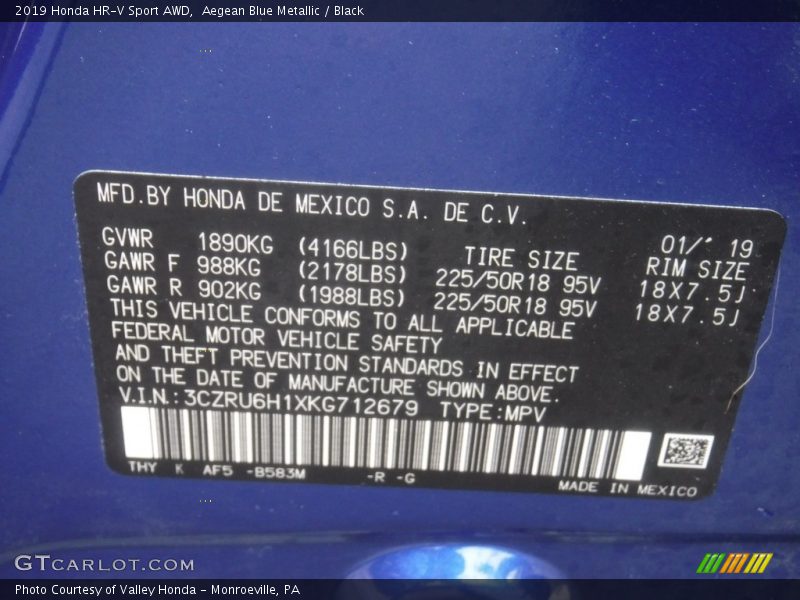 2019 Honda HR-V Sport AWD,  Aegean Blue Metallic / Black
MFD.BY HONDA DE MEXICO S.A. DE C.V.
01/ 19
GVWR 1890KG (4166LBS) TIRE SIZE RIM SIZE
GAWR F 988KG (2178LBS) 225/50R18 95V 18X7.5J
GAWR R 902KG (1988LBS) 225/50R18 95V 18X7.5J
THIS VEHICLE CONFORMS TO ALL APPLICABLE
FEDERAL MOTOR VEHICLE SAFETY
AND THEFT PREVENTION STANDARDS IN EFFECT
ON THE DATE OF MANUFACTURE SHOWN ABOVE.
V.I.N.:3CZRU6H1XKG712679 TYPE:MPV
THY K AF5 -B583M -R -G
MADE IN MEXICO
GTCARLOT.COM
Photo Courtesy of Valley Honda - Monroeville, PA